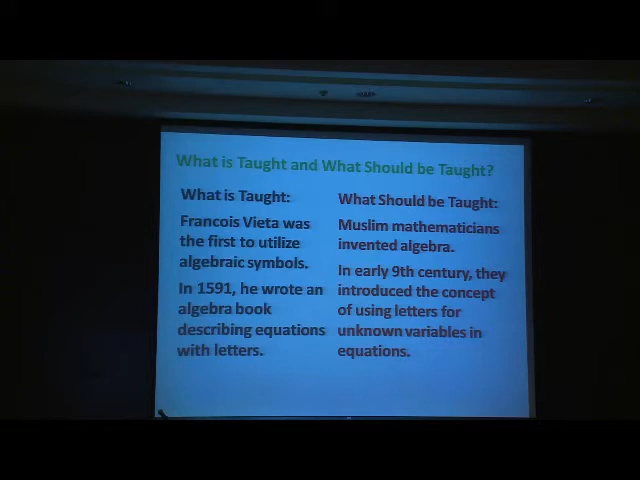 What is Taught and What Should be Taught?
What is Taught:
Francois Vieta was
the first to utilize
algebraic symbols.
In 1591, he wrote an
algebra book
describing equations
with letters.
What Should be Taught:
Muslim mathematicians
invented algebra.
In early 9th century, they
introduced the concept
of using letters for
unknown variables in
equations.